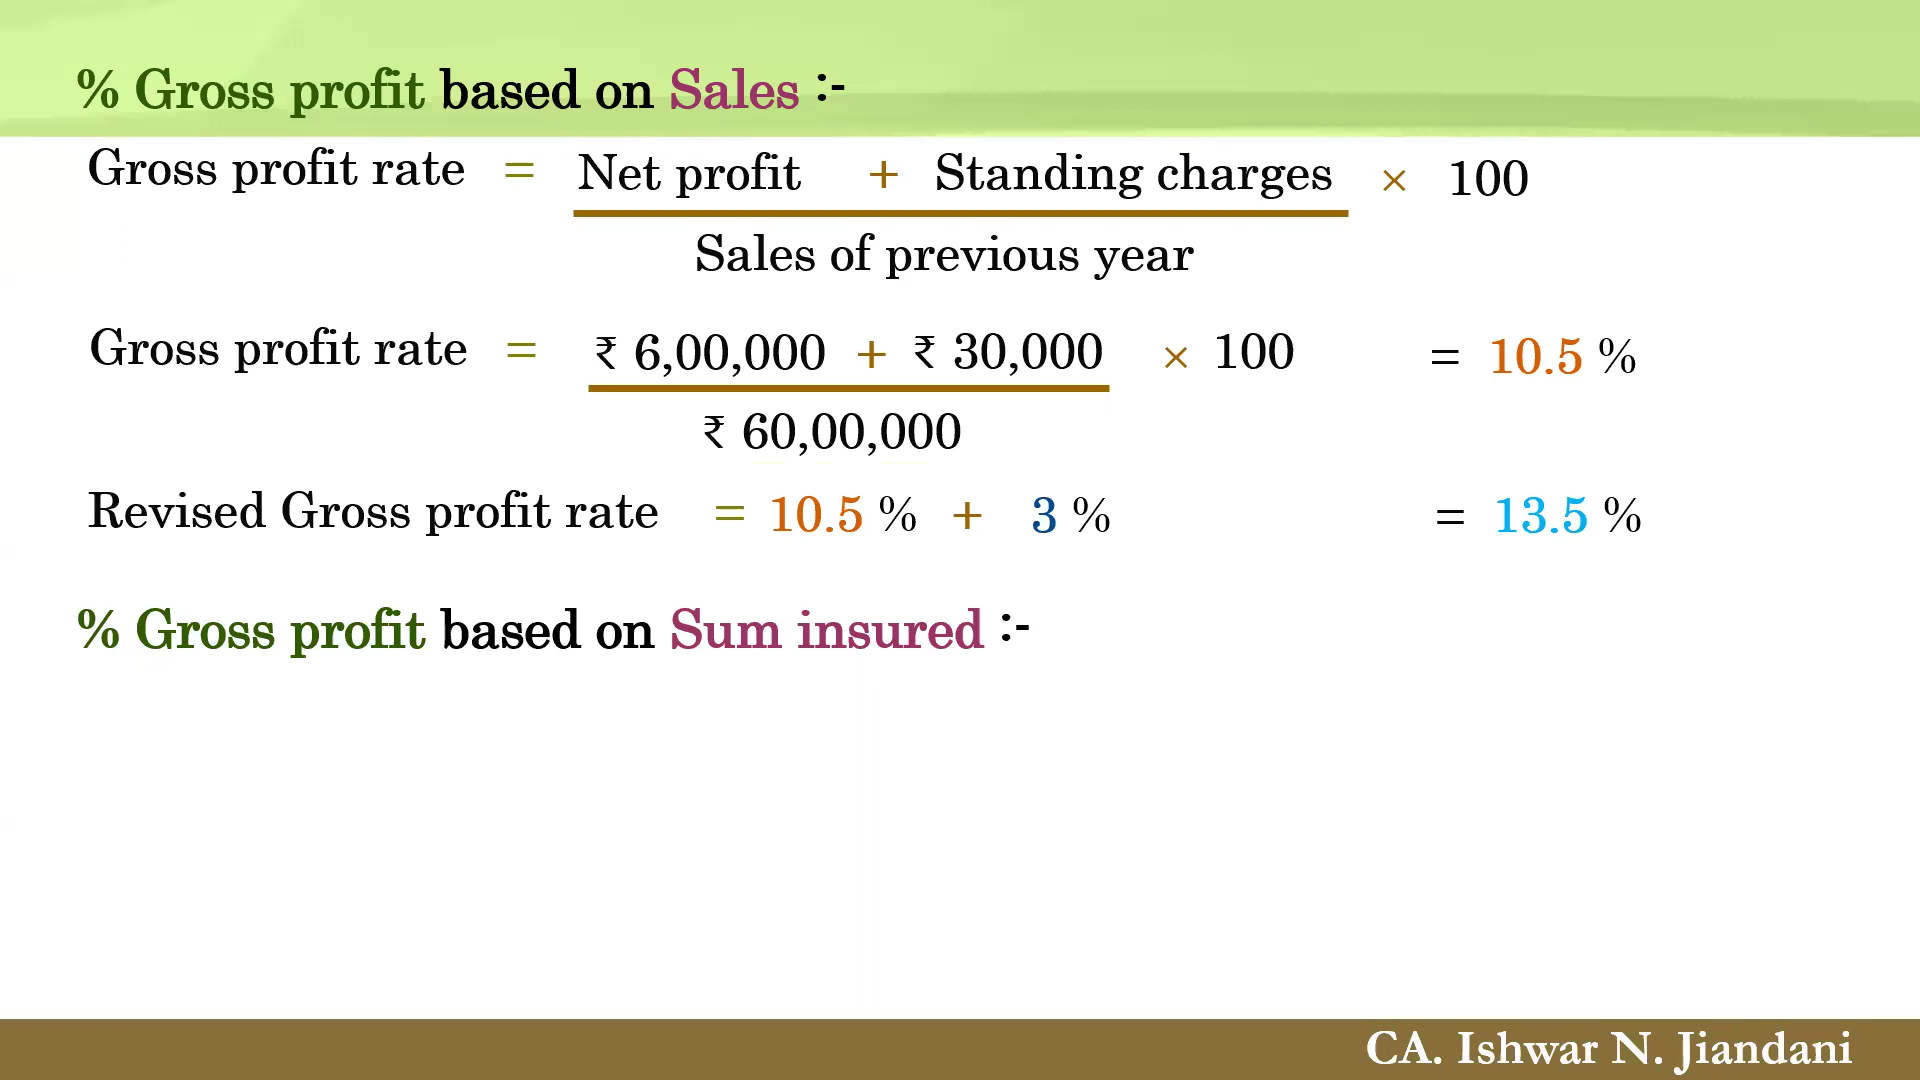 % Gross profit based on Sales :-
Gross profit rate = Net profit + Standing charges × 100
Sales of previous year
Gross profit rate = ₹ 6,00,000 + ₹ 30,000 × 100 = 10.5 %
₹ 60,00,000
Revised Gross profit rate = 10.5 % + 3 % = 13.5 %
% Gross profit based on Sum insured :-
CA. Ishwar N. Jiandani